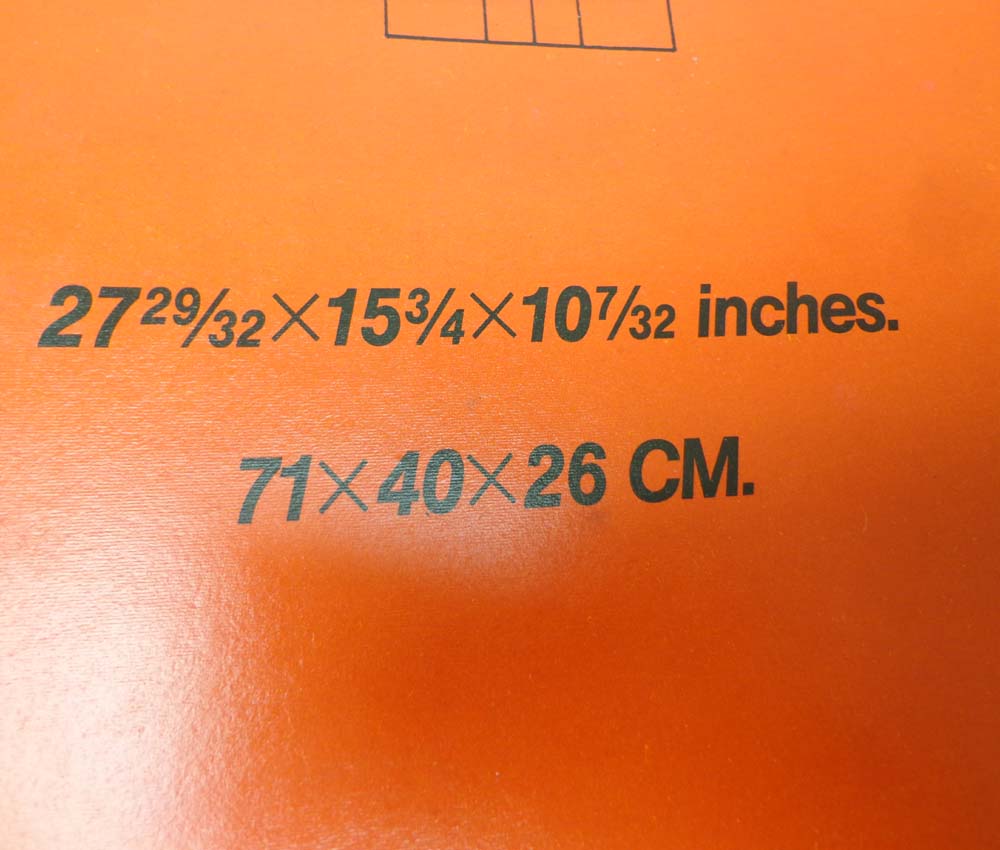 27 29/32×15 3/4×10 7/32 inches.
71×40×26 CM.